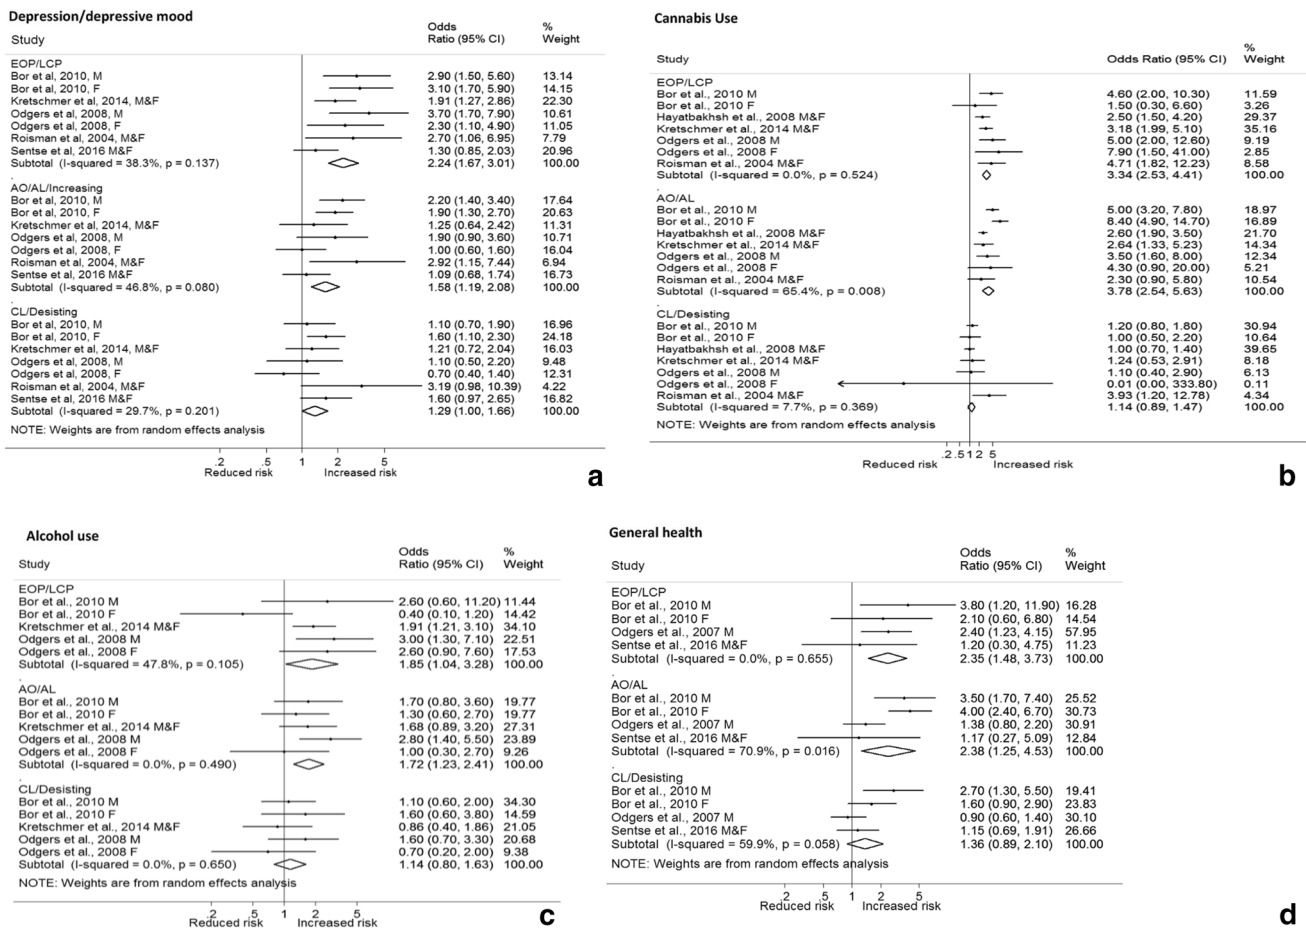 Depression/depressive mood
Odds
Ratio (95% CI)
%
Weight
Study
EOP/LCP
Bor et al, 2010, M 2.90 (1.50, 5.60) 13.14
Bor et al, 2010, F 3.10 (1.70, 5.90) 14.15
Kretschmer et al, 2014, M&F 1.91 (1.27, 2.86) 22.30
Odgers et al, 2008, M 3.70 (1.70, 7.90) 10.61
Odgers et al, 2008, F 2.30 (1.10, 4.90) 11.05
Roisman et al, 2004, M&F 2.70 (1.06, 6.95) 7.79
Sentse et al, 2016 M&F 1.30 (0.85, 2.03) 20.96
Subtotal (I-squared = 38.3%, p = 0.137) 2.24 (1.67, 3.01) 100.00
.
AO/AL/Increasing
Bor et al, 2010, M 2.20 (1.40, 3.40) 17.64
Bor et al, 2010, F 1.90 (1.30, 2.70) 20.63
Kretschmer et al, 2014, M&F 1.25 (0.64, 2.42) 11.31
Odgers et al, 2008, M 1.90 (0.90, 3.60) 10.71
Odgers et al, 2008, F 1.00 (0.60, 1.60) 16.04
Roisman et al, 2004, M&F 2.92 (1.15, 7.44) 6.94
Sentse et al, 2016 M&F 1.09 (0.68, 1.74) 16.73
Subtotal (I-squared = 46.8%, p = 0.080) 1.58 (1.19, 2.08) 100.00
.
CL/Desisting
Bor et al, 2010, M 1.10 (0.70, 1.90) 16.96
Bor et al, 2010, F 1.60 (1.10, 2.30) 24.18
Kretschmer et al, 2014, M&F 1.21 (0.72, 2.04) 16.03
Odgers et al, 2008, M 1.10 (0.50, 2.20) 9.48
Odgers et al, 2008, F 0.70 (0.40, 1.40) 12.31
Roisman et al, 2004, M&F 3.19 (0.98, 10.39) 4.22
Sentse et al, 2016 M&F 1.60 (0.97, 2.65) 16.82
Subtotal (I-squared = 29.7%, p = 0.201) 1.29 (1.00, 1.66) 100.00
NOTE: Weights are from random effects analysis
.2 .5 1 2 5
Reduced risk Increased risk
a
Cannabis Use
%
Study Odds Ratio (95% CI) Weight
EOP/LCP
Bor et al., 2010 M 4.60 (2.00, 10.30) 11.59
Bor et al., 2010 F 1.50 (0.30, 6.60) 3.26
Hayatbakhsh et al., 2008 M&F 2.50 (1.50, 4.20) 29.37
Kretschmer et al., 2014 M&F 3.18 (1.99, 5.10) 35.16
Odgers et al., 2008 M 5.00 (2.00, 12.60) 9.19
Odgers et al., 2008 F 7.90 (1.50, 41.00) 2.85
Roisman et al., 2004 M&F 4.71 (1.82, 12.23) 8.58
Subtotal (I-squared = 0.0%, p = 0.524) 3.34 (2.53, 4.41) 100.00
.
AO/AL
Bor et al., 2010 M 5.00 (3.20, 7.80) 18.97
Bor et al., 2010 F 8.40 (4.90, 14.70) 16.89
Hayatbakhsh et al., 2008 M&F 2.60 (1.90, 3.50) 21.70
Kretschmer et al., 2014 M&F 2.64 (1.33, 5.23) 14.34
Odgers et al., 2008 M 3.50 (1.60, 8.00) 12.34
Odgers et al., 2008 F 4.30 (0.90, 20.00) 5.21
Roisman et al., 2004 M&F 2.30 (0.90, 5.80) 10.54
Subtotal (I-squared = 65.4%, p = 0.008) 3.78 (2.54, 5.63) 100.00
.
CL/Desisting
Bor et al., 2010 M 1.20 (0.80, 1.80) 30.94
Bor et al., 2010 F 1.00 (0.50, 2.20) 10.64
Hayatbakhsh et al., 2008 M&F 1.00 (0.70, 1.40) 39.65
Kretschmer et al., 2014 M&F 1.24 (0.53, 2.91) 8.18
Odgers et al., 2008 M 1.10 (0.40, 2.90) 6.13
Odgers et al., 2008 F 0.01 (0.00, 333.80) 0.11
Roisman et al., 2004 M&F 3.93 (1.20, 12.78) 4.34
Subtotal (I-squared = 7.7%, p = 0.369) 1.14 (0.89, 1.47) 100.00
NOTE: Weights are from random effects analysis
.2 .5 1 2 5
Reduced risk Increased risk
b
Alcohol use
Odds
Ratio (95% CI)
%
Weight
Study
EOP/LCP
Bor et al., 2010 M 2.60 (0.60, 11.20) 11.44
Bor et al., 2010 F 0.40 (0.10, 1.20) 14.42
Kretschmer et al., 2014 M&F 1.91 (1.21, 3.10) 34.10
Odgers et al., 2008 M 3.00 (1.30, 7.10) 22.51
Odgers et al., 2008 F 2.60 (0.90, 7.60) 17.53
Subtotal (I-squared = 47.8%, p = 0.105) 1.85 (1.04, 3.28) 100.00
.
AO/AL
Bor et al., 2010 M 1.70 (0.80, 3.60) 19.77
Bor et al., 2010 F 1.30 (0.60, 2.70) 19.77
Kretschmer et al., 2014 M&F 1.68 (0.89, 3.20) 27.31
Odgers et al., 2008 M 2.80 (1.40, 5.50) 23.89
Odgers et al., 2008 F 1.00 (0.30, 2.70) 9.26
Subtotal (I-squared = 0.0%, p = 0.490) 1.72 (1.23, 2.41) 100.00
.
CL/Desisting
Bor et al., 2010 M 1.10 (0.60, 2.00) 34.30
Bor et al., 2010 F 1.60 (0.60, 3.80) 14.59
Kretschmer et al., 2014 M&F 0.86 (0.40, 1.86) 21.05
Odgers et al., 2008 M 1.60 (0.70, 3.30) 20.68
Odgers et al., 2008 F 0.70 (0.20, 2.00) 9.38
Subtotal (I-squared = 0.0%, p = 0.650) 1.14 (0.80, 1.63) 100.00
NOTE: Weights are from random effects analysis
.2 .5 1 2 5
Reduced risk Increased risk
c
General health
Odds
Ratio (95% CI)
%
Weight
Study
EOP/LCP
Bor et al., 2010 M 3.80 (1.20, 11.90) 16.28
Bor et al., 2010 F 2.10 (0.60, 6.80) 14.54
Odgers et al., 2007 M 2.40 (1.23, 4.15) 57.95
Sentse et al., 2016 M&F 1.20 (0.30, 4.75) 11.23
Subtotal (I-squared = 0.0%, p = 0.655) 2.35 (1.48, 3.73) 100.00
.
AO/AL
Bor et al., 2010 M 3.50 (1.70, 7.40) 25.52
Bor et al., 2010 F 4.00 (2.40, 6.70) 30.73
Odgers et al., 2007 M 1.38 (0.80, 2.20) 30.91
Sentse et al., 2016 M&F 1.17 (0.27, 5.09) 12.84
Subtotal (I-squared = 70.9%, p = 0.016) 2.38 (1.25, 4.53) 100.00
.
CL/Desisting
Bor et al., 2010 M 2.70 (1.30, 5.50) 19.41
Bor et al., 2010 F 1.60 (0.90, 2.90) 23.83
Odgers et al., 2007 M 0.90 (0.60, 1.40) 30.10
Sentse et al., 2016 M&F 1.15 (0.69, 1.91) 26.66
Subtotal (I-squared = 59.9%, p = 0.058) 1.36 (0.89, 2.10) 100.00
NOTE: Weights are from random effects analysis
.2 .5 1 2 5
Reduced risk Increased risk
d